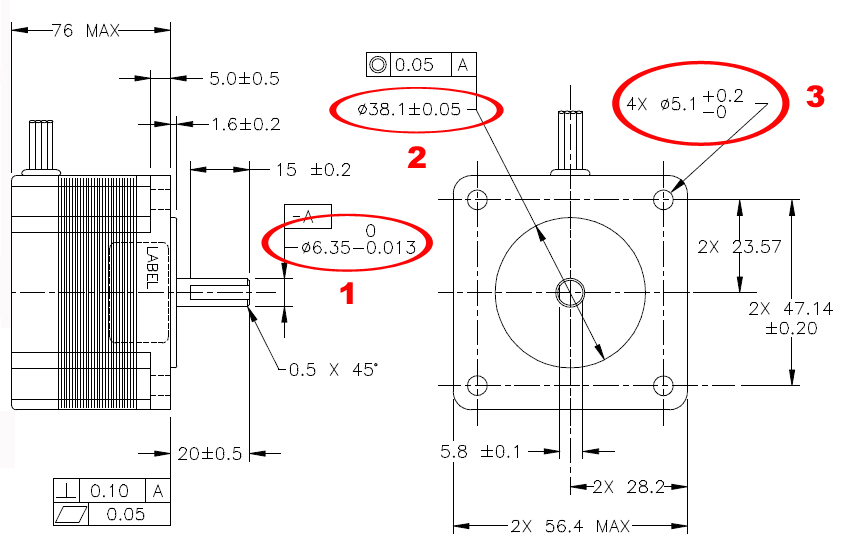 76 MAX
5.0±0.5
1.6±0.2
15 ±0.2
-A
0
⌀6.35-0.013
1
LABEL
0.5 X 45°
20±0.5
⟂ 0.10 A
⏥ 0.05
◎ 0.05 A
⌀38.1±0.05
2
4X ⌀5.1 +0.2
-0
3
2X 23.57
2X 47.14
±0.20
5.8 ±0.1
2X 28.2
2X 56.4 MAX